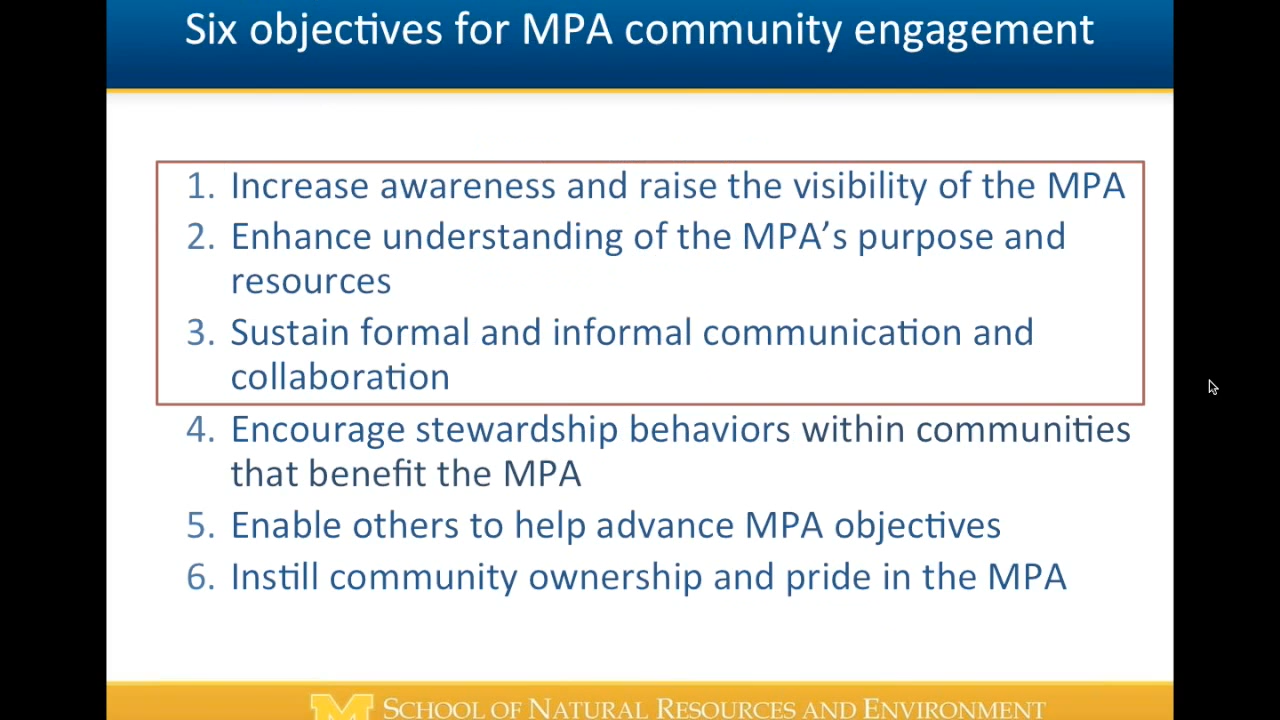 Six objectives for MPA community engagement
1. Increase awareness and raise the visibility of the MPA
2. Enhance understanding of the MPA’s purpose and
resources
3. Sustain formal and informal communication and
collaboration
4. Encourage stewardship behaviors within communities
that benefit the MPA
5. Enable others to help advance MPA objectives
6. Instill community ownership and pride in the MPA
M SCHOOL OF NATURAL RESOURCES AND ENVIRONMENT